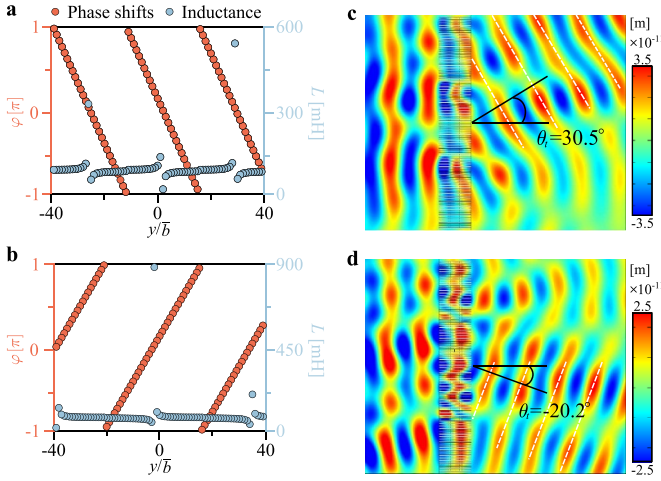 a
Phase shifts
Inductance
1
0
-1
φ [π]
600
300
0
L [mH]
-40
0
40
y/b̅
b
1
0
-1
φ [π]
900
450
0
L [mH]
-40
0
40
y/b̅
c
θt=30.5°
[m]
×10-1
3.5
-3.5
d
θt=-20.2°
[m]
×10-1
2.5
-2.5